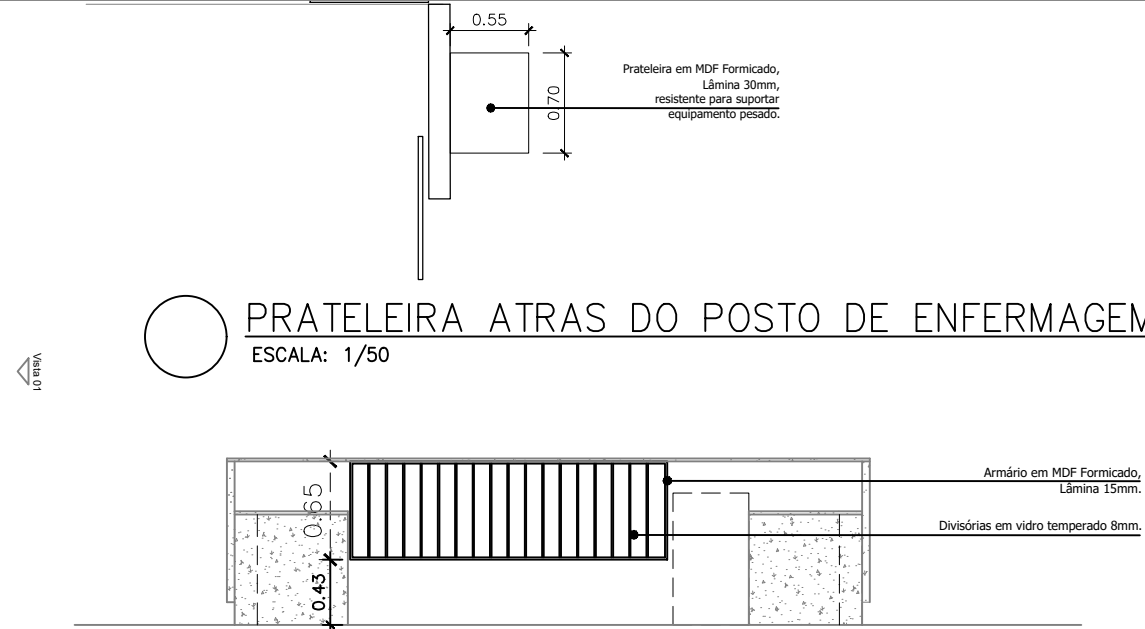 0.55
Prateleira em MDF Formicado,
Lâmina 30mm,
resistente para suportar
equipamento pesado.
0.70
PRATELEIRA ATRAS DO POSTO DE ENFERMAGEM
ESCALA: 1/50
Vista 01
0.65
Armário em MDF Formicado,
Lâmina 15mm.
Divisórias em vidro temperado 8mm.
0.43